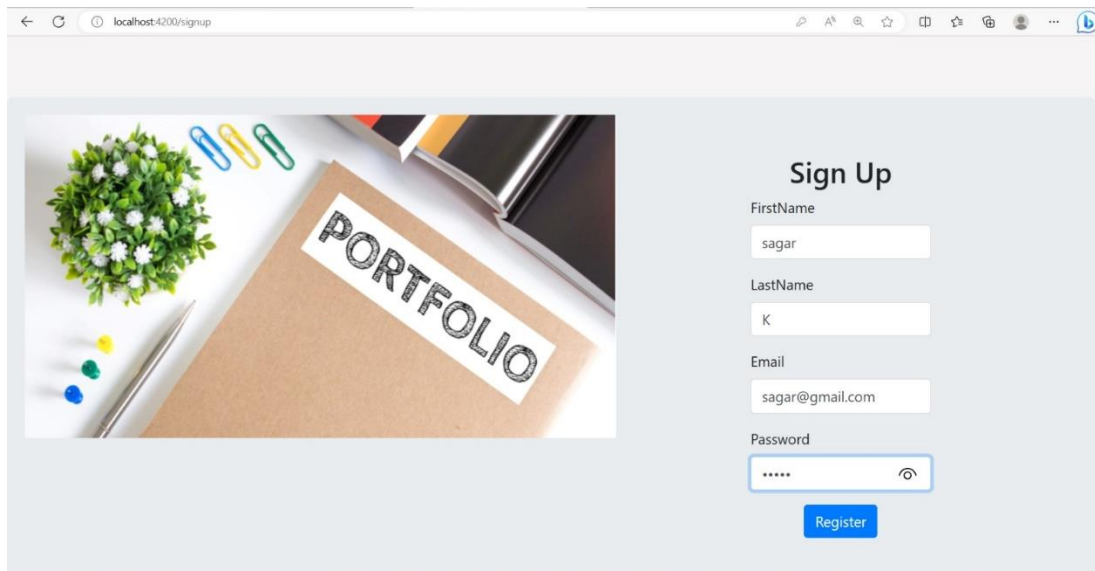 localhost:4200/signup
PORTFOLIO
Sign Up
FirstName
sagar
LastName
K
Email
sagar@gmail.com
Password
•••••
Register